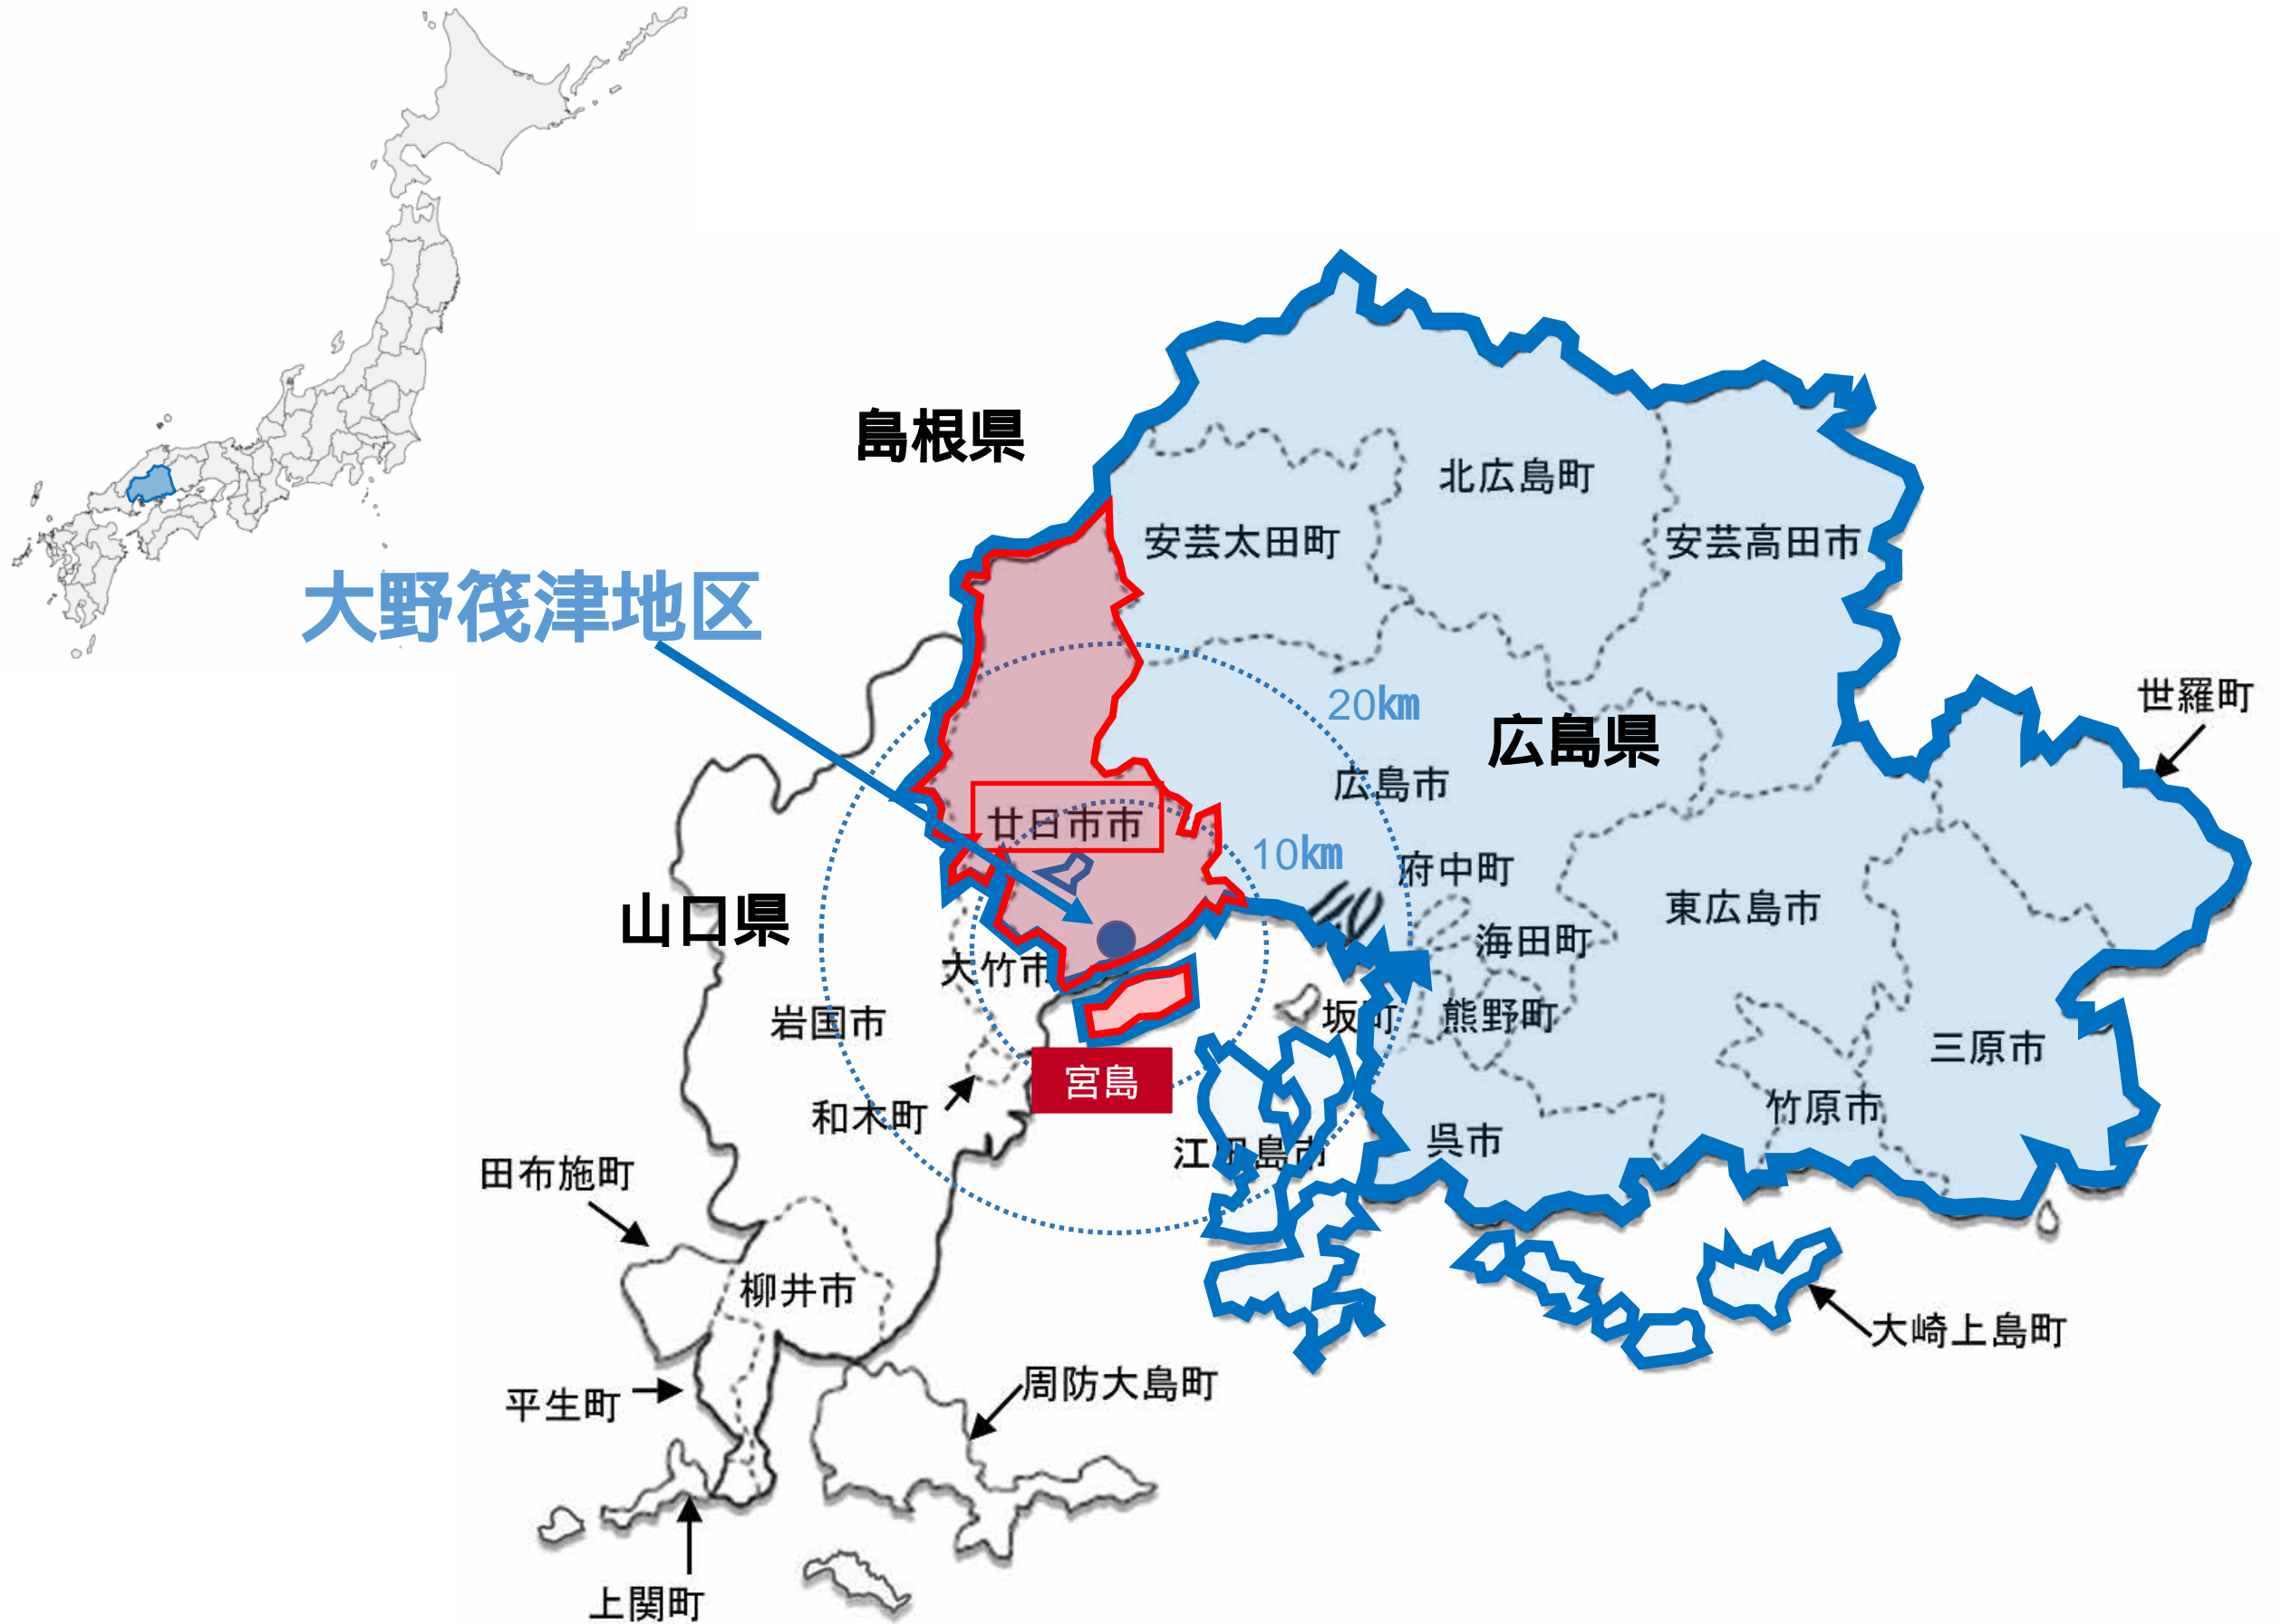 島根県
北広島町
安芸太田町
安芸高田市
大野筏津地区
世羅町
20km
広島県
広島市
廿日市市
10km
府中町
山口県
東広島市
海田町
大竹市
岩国市
坂町
熊野町
三原市
宮島
和木町
竹原市
江田島市
呉市
田布施町
柳井市
大崎上島町
周防大島町
平生町
上関町